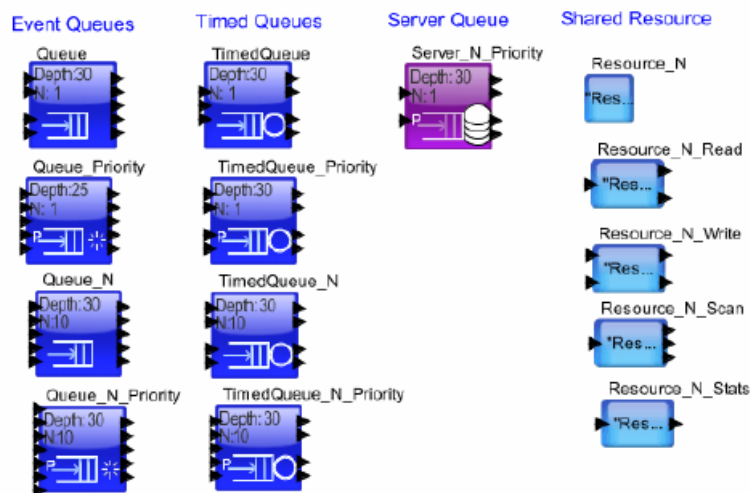 Event Queues
Timed Queues
Server Queue
Shared Resource
Queue
Depth:30
N: 1
TimedQueue
Depth:30
N: 1
Server_N_Priority
Depth: 30
N: 1
P
Resource_N
"Res...
Queue_Priority
Depth:25
N: 1
P
TimedQueue_Priority
Depth:30
N: 1
P
Resource_N_Read
"Res...
Queue_N
Depth: 30
N:10
TimedQueue_N
Depth:30
N:10
Resource_N_Write
"Res...
Resource_N_Scan
"Res...
Queue_N_Priority
Depth: 30
N:10
P
TimedQueue_N_Priority
Depth: 30
N:10
P
Resource_N_Stats
"Res...